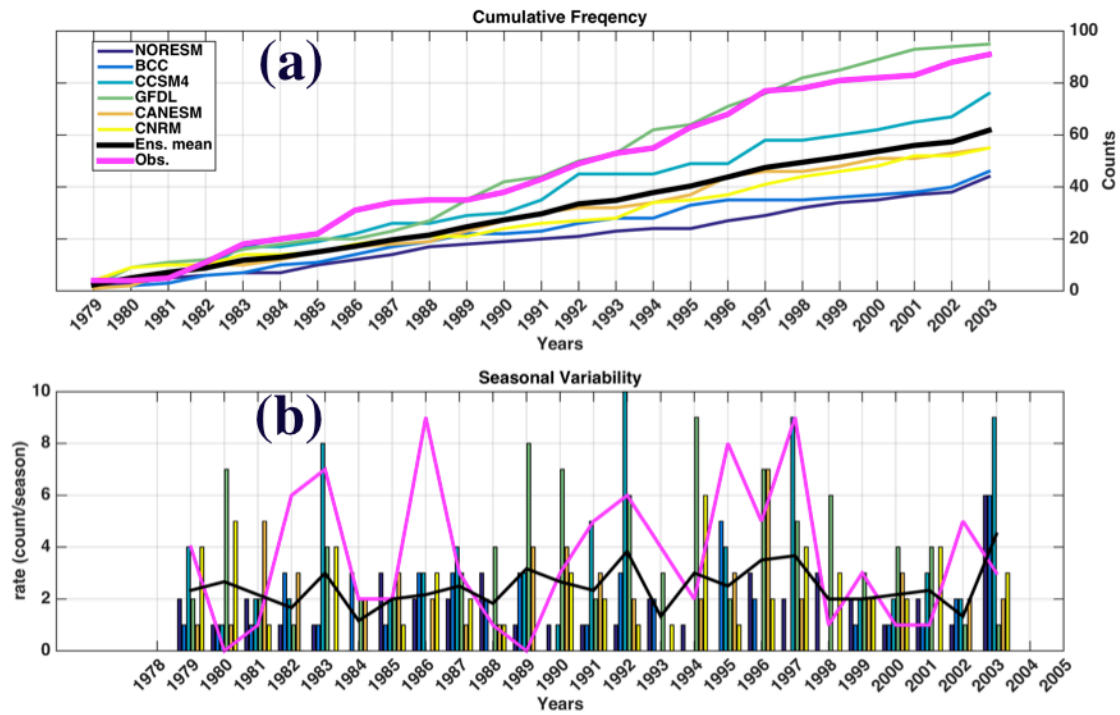 Cumulative Freqency
(a)
NORESM
BCC
CCSM4
GFDL
CANESM
CNRM
Ens. mean
Obs.
100
80
60
40
20
0
Counts
1979 1980 1981 1982 1983 1984 1985 1986 1987 1988 1989 1990 1991 1992 1993 1994 1995 1996 1997 1998 1999 2000 2001 2002 2003
Years
Seasonal Variability
(b)
10
8
6
4
2
0
rate (count/season)
1978 1979 1980 1981 1982 1983 1984 1985 1986 1987 1988 1989 1990 1991 1992 1993 1994 1995 1996 1997 1998 1999 2000 2001 2002 2003 2004 2005
Years